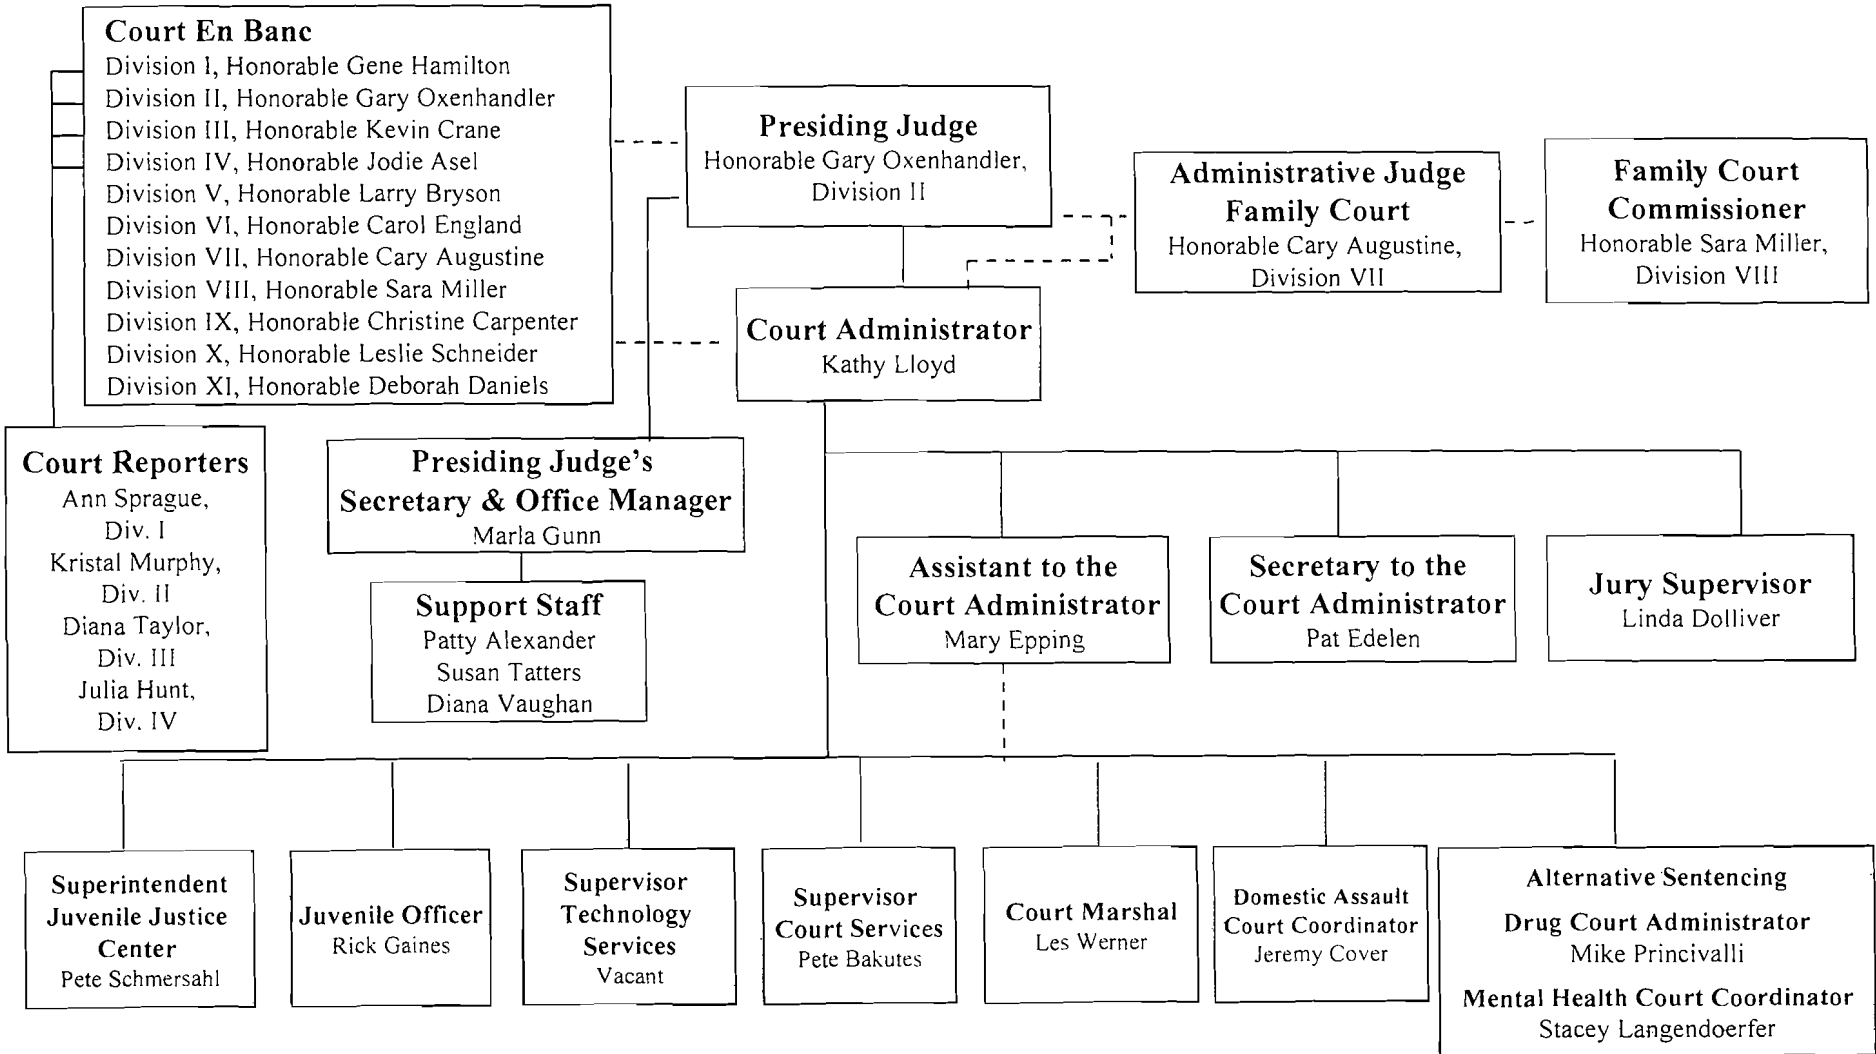 Court En Banc
Division I, Honorable Gene Hamilton
Division II, Honorable Gary Oxenhandler
Division III, Honorable Kevin Crane
Division IV, Honorable Jodie Asel
Division V, Honorable Larry Bryson
Division VI, Honorable Carol England
Division VII, Honorable Cary Augustine
Division VIII, Honorable Sara Miller
Division IX, Honorable Christine Carpenter
Division X, Honorable Leslie Schneider
Division XI, Honorable Deborah Daniels
Presiding Judge
Honorable Gary Oxenhandler,
Division II
Administrative Judge
Family Court
Honorable Cary Augustine,
Division VII
Family Court
Commissioner
Honorable Sara Miller,
Division VIII
Court Administrator
Kathy Lloyd
Court Reporters
Ann Sprague,
Div. I
Kristal Murphy,
Div. II
Diana Taylor,
Div. III
Julia Hunt,
Div. IV
Presiding Judge's
Secretary & Office Manager
Marla Gunn
Support Staff
Patty Alexander
Susan Tatters
Diana Vaughan
Assistant to the
Court Administrator
Mary Epping
Secretary to the
Court Administrator
Pat Edelen
Jury Supervisor
Linda Dolliver
Superintendent
Juvenile Justice
Center
Pete Schmersahl
Juvenile Officer
Rick Gaines
Supervisor
Technology
Services
Vacant
Supervisor
Court Services
Pete Bakutes
Court Marshal
Les Werner
Domestic Assault
Court Coordinator
Jeremy Cover
Alternative Sentencing
Drug Court Administrator
Mike Princivalli
Mental Health Court Coordinator
Stacey Langendoerfer